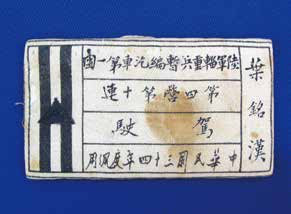 葉銘漢
陸軍輜重兵暫編汽車第一團
第四營第十連
駕駛
中華民國三十四年度佩用